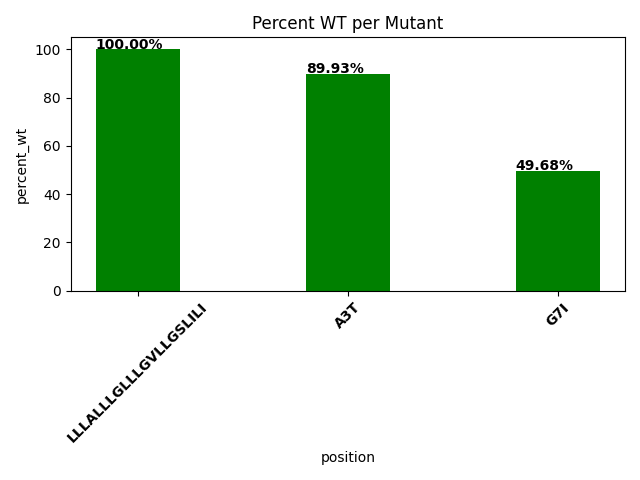 Percent WT per Mutant
percent_wt
100
80
60
40
20
0
100.00%
89.93%
49.68%
LLLALLLGLLLGVLLGSLILI
A3T
G7I
position